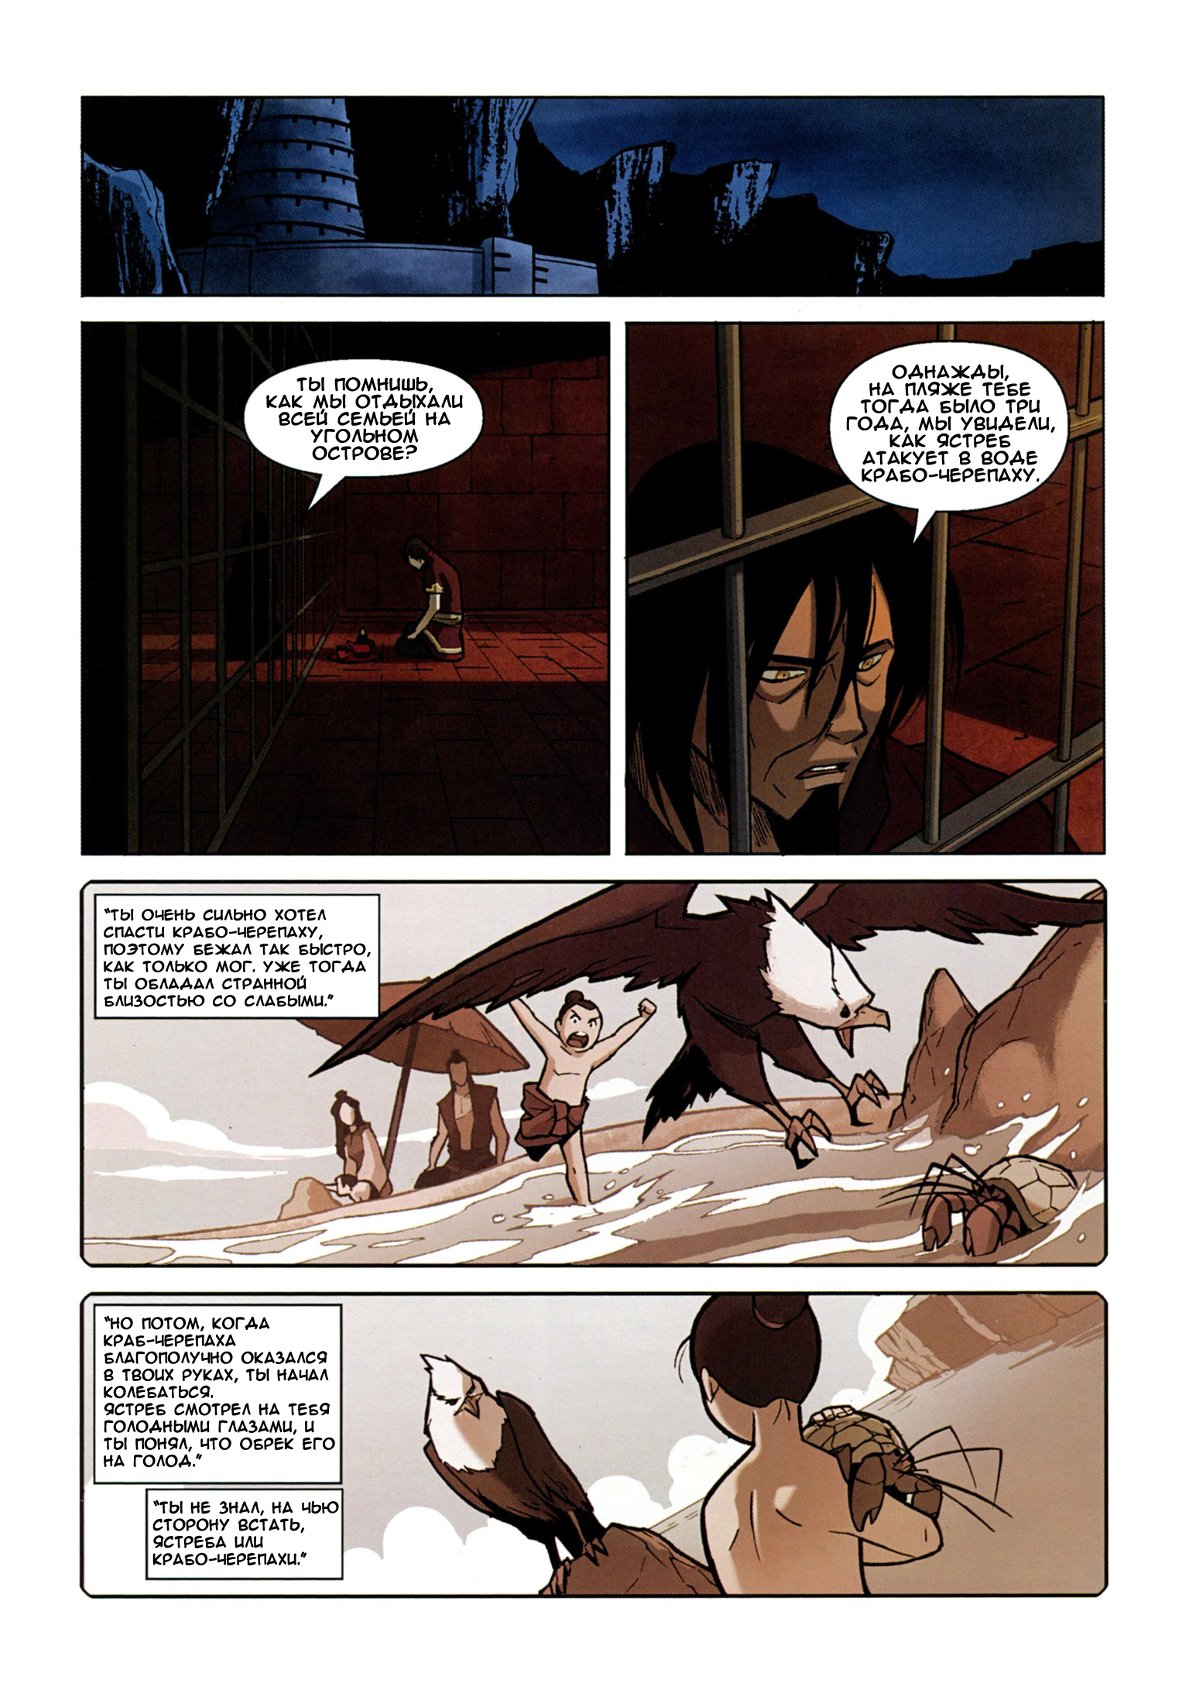 ТЫ ПОМНИШЬ,
КАК МЫ ОТДЫХАЛИ
ВСЕЙ СЕМЬЕЙ НА
УГОЛЬНОМ
ОСТРОВЕ?
ОДНАЖДЫ,
НА ПЛЯЖЕ ТЕБЕ
ТОГДА БЫЛО ТРИ
ГОДА, МЫ УВИДЕЛИ,
КАК ЯСТРЕБ
АТАКУЕТ В ВОДЕ
КРАБО-ЧЕРЕПАХУ.
"ТЫ ОЧЕНЬ СИЛЬНО ХОТЕЛ
СПАСТИ КРАБО-ЧЕРЕПАХУ,
ПОЭТОМУ БЕЖАЛ ТАК БЫСТРО,
КАК ТОЛЬКО МОГ. УЖЕ ТОГДА
ТЫ ОБЛАДАЛ СТРАННОЙ
БЛИЗОСТЬЮ СО СЛАБЫМИ."
"НО ПОТОМ, КОГДА
КРАБ-ЧЕРЕПАХА
БЛАГОПОЛУЧНО ОКАЗАЛСЯ
В ТВОИХ РУКАХ, ТЫ НАЧАЛ
КОЛЕБАТЬСЯ.
ЯСТРЕБ СМОТРЕЛ НА ТЕБЯ
ГОЛОДНЫМИ ГЛАЗАМИ, И
ТЫ ПОНЯЛ, ЧТО ОБРЕК ЕГО
НА ГОЛОД."
"ТЫ НЕ ЗНАЛ, НА ЧЬЮ
СТОРОНУ ВСТАТЬ,
ЯСТРЕБА ИЛИ
КРАБО-ЧЕРЕПАХИ."